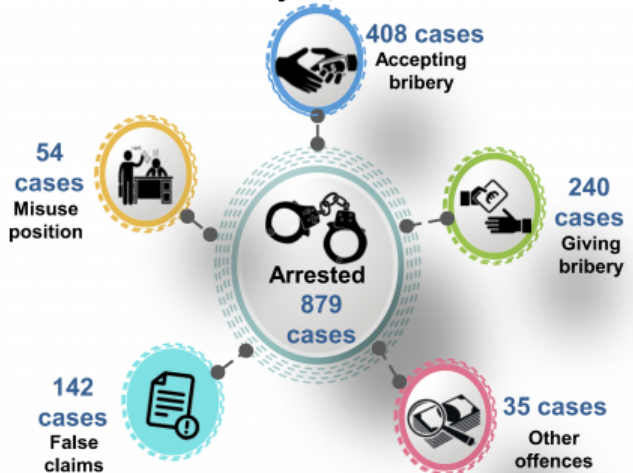 408 cases
Accepting
bribery
54
cases
Misuse
position
240
cases
Giving
bribery
Arrested
879
cases
142
cases
False
claims
35 cases
Other
offences